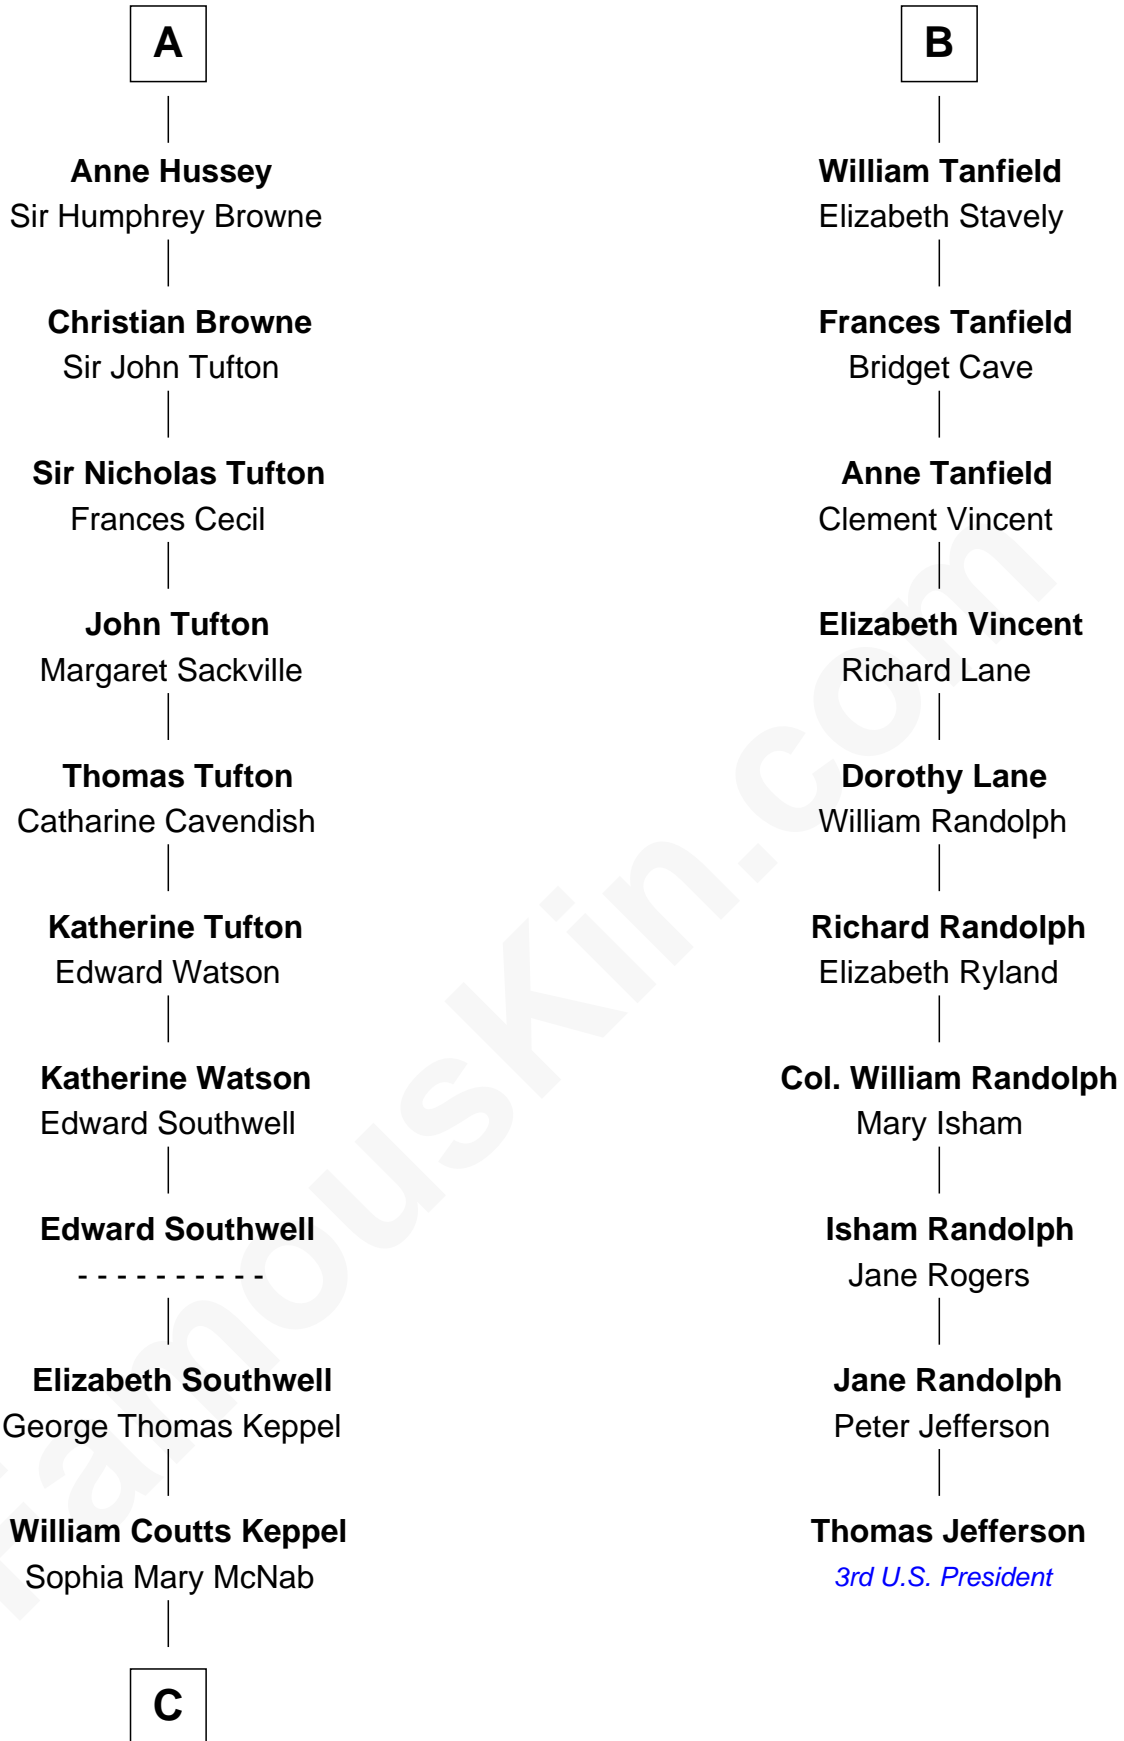 A
Anne Hussey
Sir Humphrey Browne
Christian Browne
Sir John Tufton
Sir Nicholas Tufton
Frances Cecil
John Tufton
Margaret Sackville
Thomas Tufton
Catharine Cavendish
Katherine Tufton
Edward Watson
Katherine Watson
Edward Southwell
Edward Southwell
- - - - - - - - - -
Elizabeth Southwell
George Thomas Keppel
William Coutts Keppel
Sophia Mary McNab
C
B
William Tanfield
Elizabeth Stavely
Frances Tanfield
Bridget Cave
Anne Tanfield
Clement Vincent
Elizabeth Vincent
Richard Lane
Dorothy Lane
William Randolph
Richard Randolph
Elizabeth Ryland
Col. William Randolph
Mary Isham
Isham Randolph
Jane Rogers
Jane Randolph
Peter Jefferson
Thomas Jefferson
3rd U.S. President
FamousKin.com